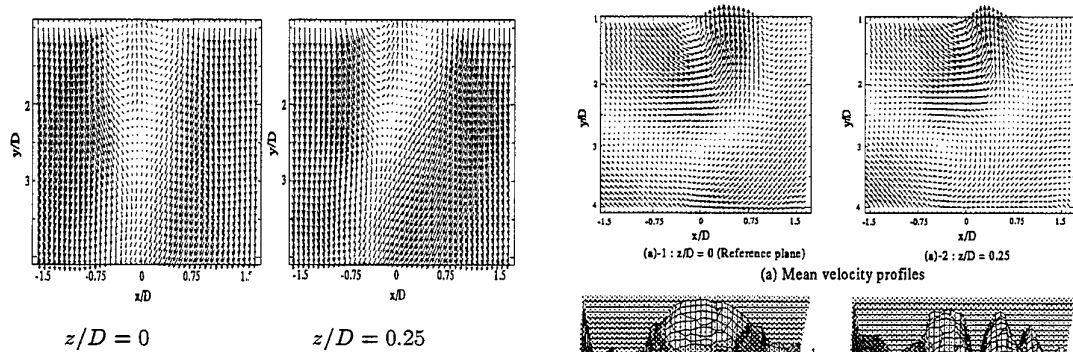 y/D
2
3
-1.5 -0.75 0 0.75 1.5
x/D
z/D = 0
y/D
2
3
-1.5 -0.75 0 0.75 1.5
x/D
z/D = 0.25
y/D
1
2
3
4
-1.5 -0.75 0 0.75 1.5
x/D
(a)-1 : z/D = 0 (Reference plane)
y/D
1
2
3
4
-1.5 -0.75 0 0.75 1.5
x/D
(a)-2 : z/D = 0.25
(a) Mean velocity profiles
1